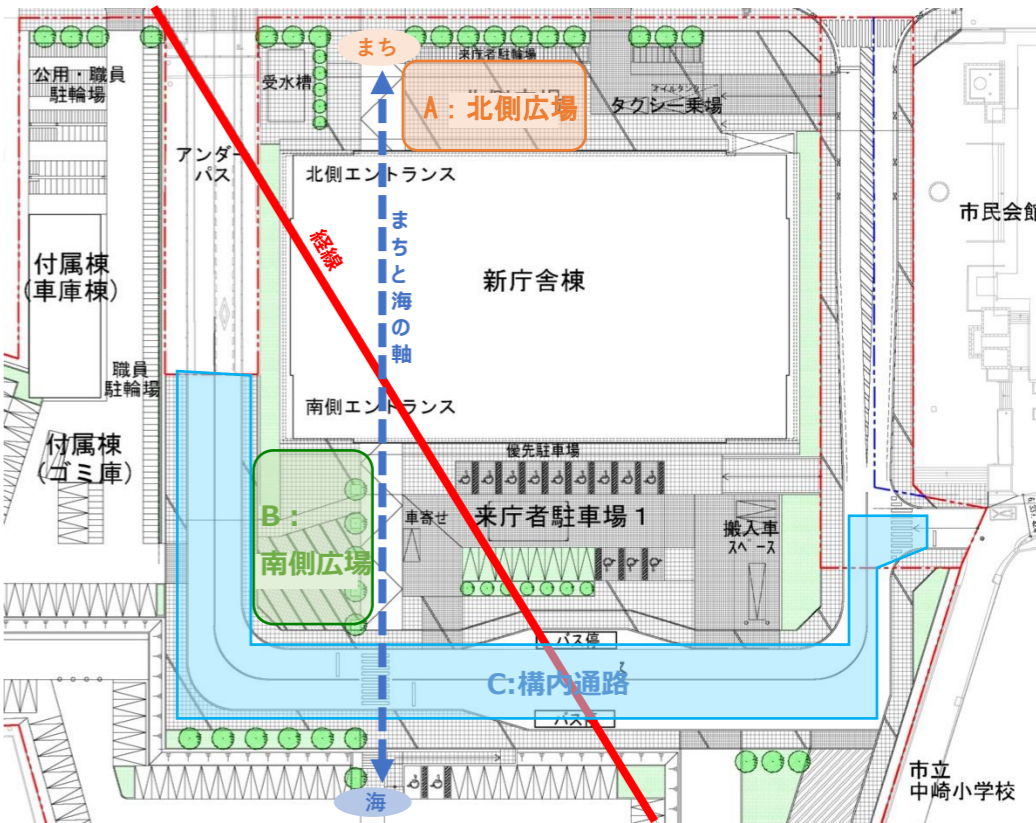 まち
来庁者駐輪場
公用・職員
駐輪場
受水槽
A：北側広場
オイルタンク
タクシー乗場
アンダー
パス
北側エントランス
市民会館
まちと海の軸
経線
付属棟
(車庫棟)
新庁舎棟
職員
駐輪場
南側エントランス
付属棟
(ゴミ庫)
優先駐車場
B：
南側広場
車寄せ
来庁者駐車場1
搬入車
スペース
バス停
C:構内通路
バス停
海
市立
中崎小学校